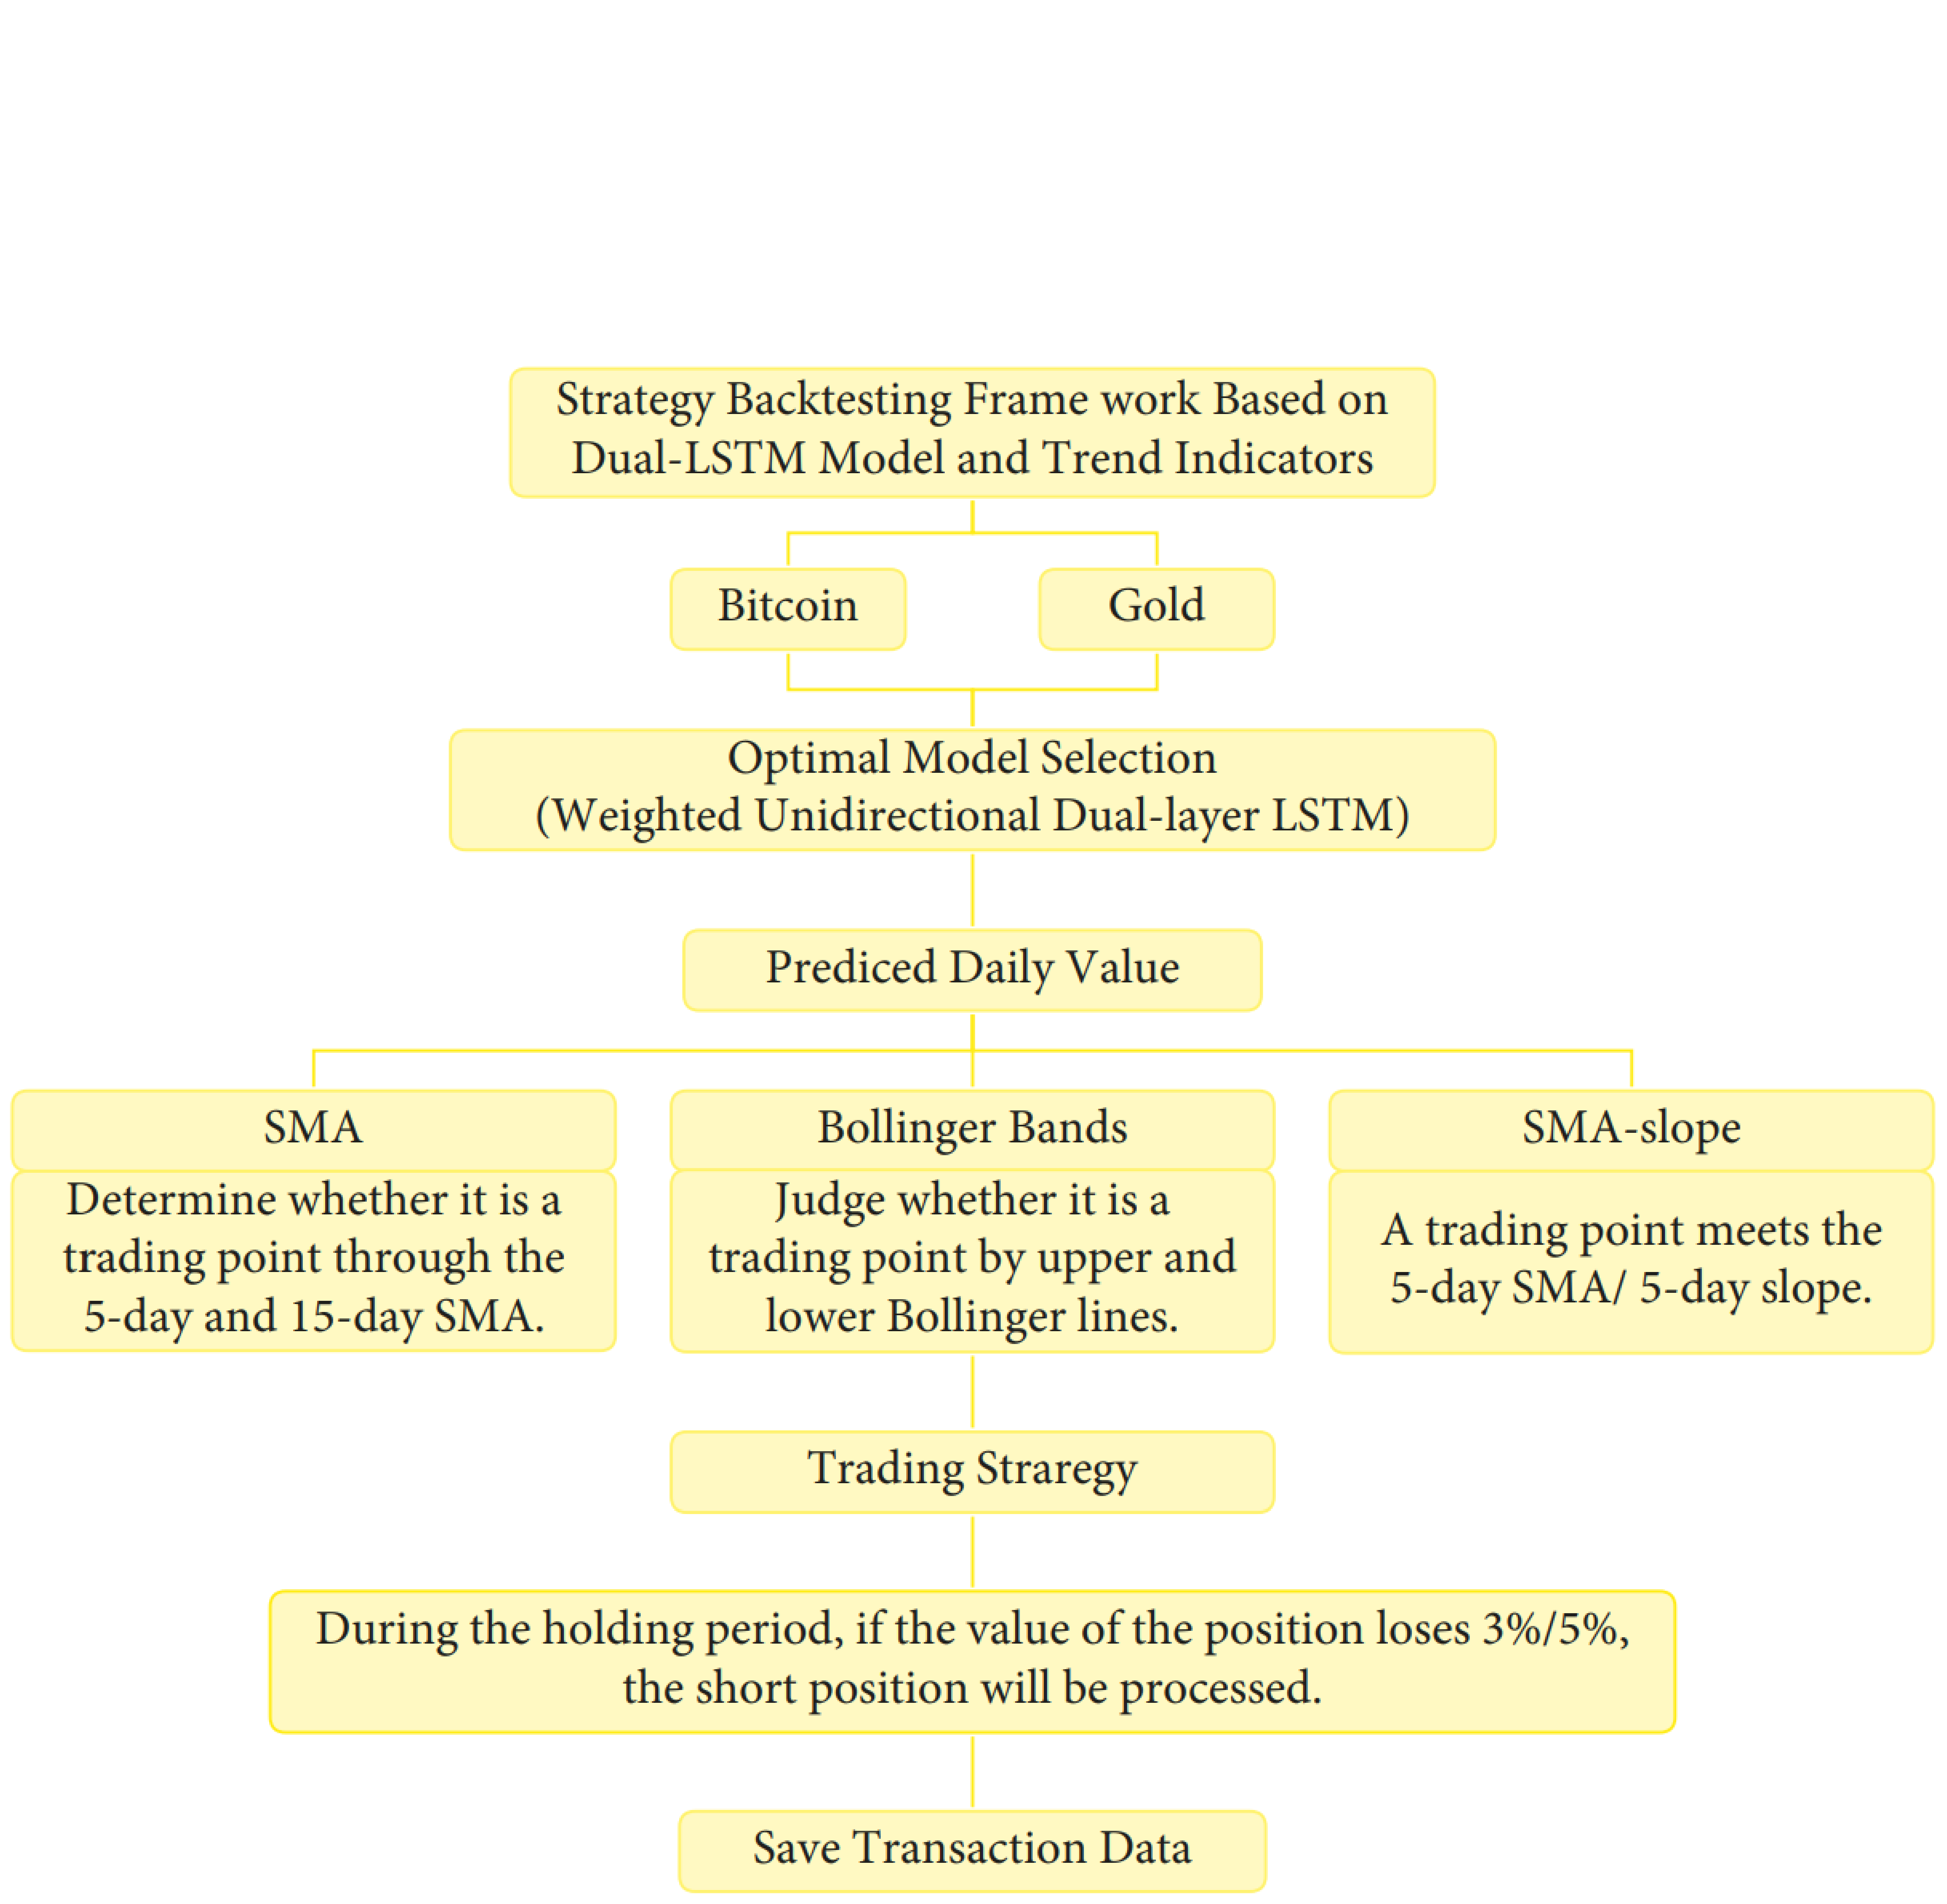 Strategy Backtesting Frame work Based on
Dual-LSTM Model and Trend Indicators
Bitcoin
Gold
Optimal Model Selection
(Weighted Unidirectional Dual-layer LSTM)
Prediced Daily Value
SMA
Determine whether it is a
trading point through the
5-day and 15-day SMA.
Bollinger Bands
Judge whether it is a
trading point by upper and
lower Bollinger lines.
SMA-slope
A trading point meets the
5-day SMA/ 5-day slope.
Trading Straregy
During the holding period, if the value of the position loses 3%/5%,
the short position will be processed.
Save Transaction Data